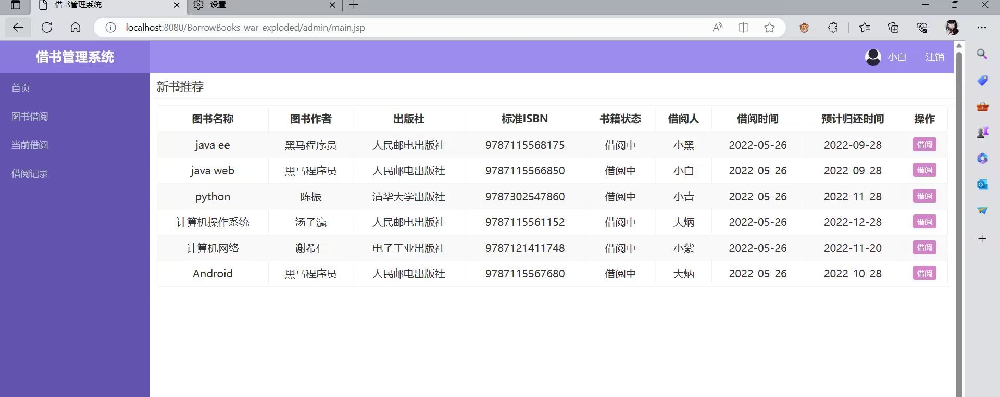 借书管理系统 设置
localhost:8080/BorrowBooks_war_exploded/admin/main.jsp
借书管理系统 小白 注销
首页
图书借阅
当前借阅
借阅记录
新书推荐
图书名称 图书作者 出版社 标准ISBN 书籍状态 借阅人 借阅时间 预计归还时间 操作
java ee 黑马程序员 人民邮电出版社 9787115568175 借阅中 小黑 2022-05-26 2022-09-28 借阅
java web 黑马程序员 人民邮电出版社 9787115566850 借阅中 小白 2022-05-26 2022-09-28 借阅
python 陈振 清华大学出版社 9787302547860 借阅中 小青 2022-05-26 2022-11-28 借阅
计算机操作系统 汤子瀛 人民邮电出版社 9787115561152 借阅中 大炳 2022-05-26 2022-12-28 借阅
计算机网络 谢希仁 电子工业出版社 9787121411748 借阅中 小紫 2022-05-26 2022-11-20 借阅
Android 黑马程序员 人民邮电出版社 9787115567680 借阅中 大炳 2022-05-26 2022-10-28 借阅